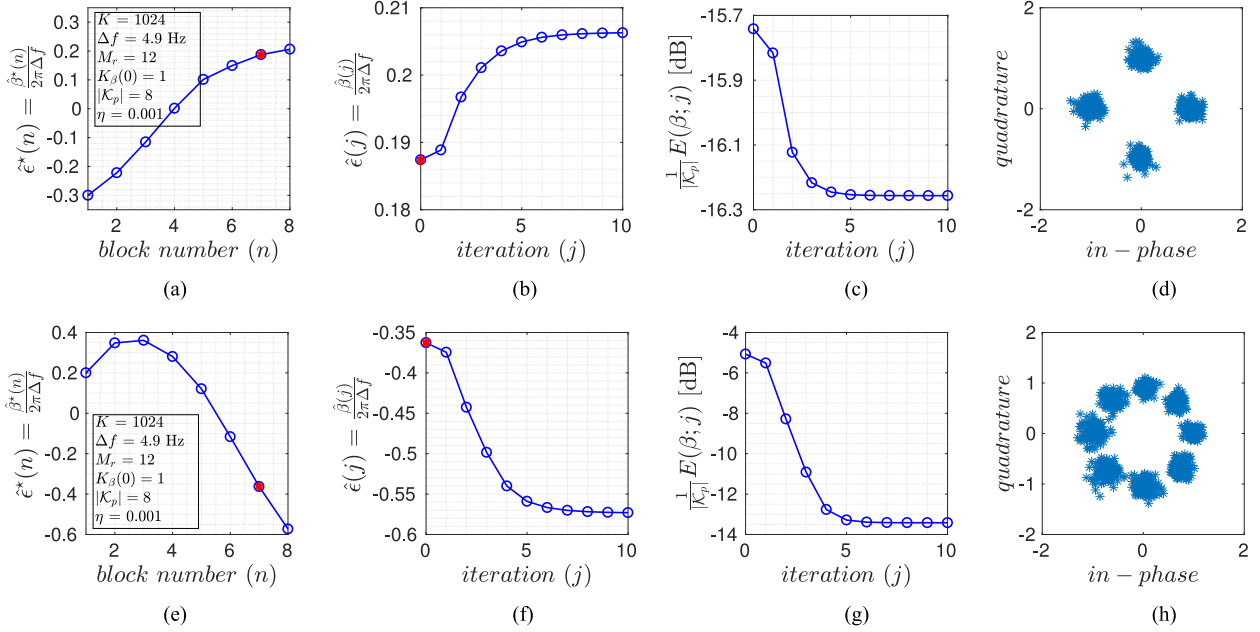 0.3
0.2
0.1
0
-0.1
-0.2
-0.3
2 4 6 8
K = 1024
Δf = 4.9 Hz
M_r = 12
K_β(0) = 1
|𝒦_p| = 8
η = 0.001
ε̂*(n) = β̂*(n) / 2πΔf
block number (n)
(a)
0.21
0.2
0.19
0.18
0 5 10
ε̂(j) = β̂(j) / 2πΔf
iteration (j)
(b)
-15.7
-15.9
-16.1
-16.3
0 5 10
1/|𝒦_p| E(β; j) [dB]
iteration (j)
(c)
2
0
-2
-2 0 2
quadrature
in − phase
(d)
0.4
0.2
0
-0.2
-0.4
-0.6
2 4 6 8
K = 1024
Δf = 4.9 Hz
M_r = 12
K_β(0) = 1
|𝒦_p| = 8
η = 0.001
ε̂*(n) = β̂*(n) / 2πΔf
block number (n)
(e)
-0.35
-0.4
-0.45
-0.5
-0.55
-0.6
0 5 10
ε̂(j) = β̂(j) / 2πΔf
iteration (j)
(f)
-4
-6
-8
-10
-12
-14
0 5 10
1/|𝒦_p| E(β; j) [dB]
iteration (j)
(g)
2
1
0
-1
-2
-2 0 2
quadrature
in − phase
(h)